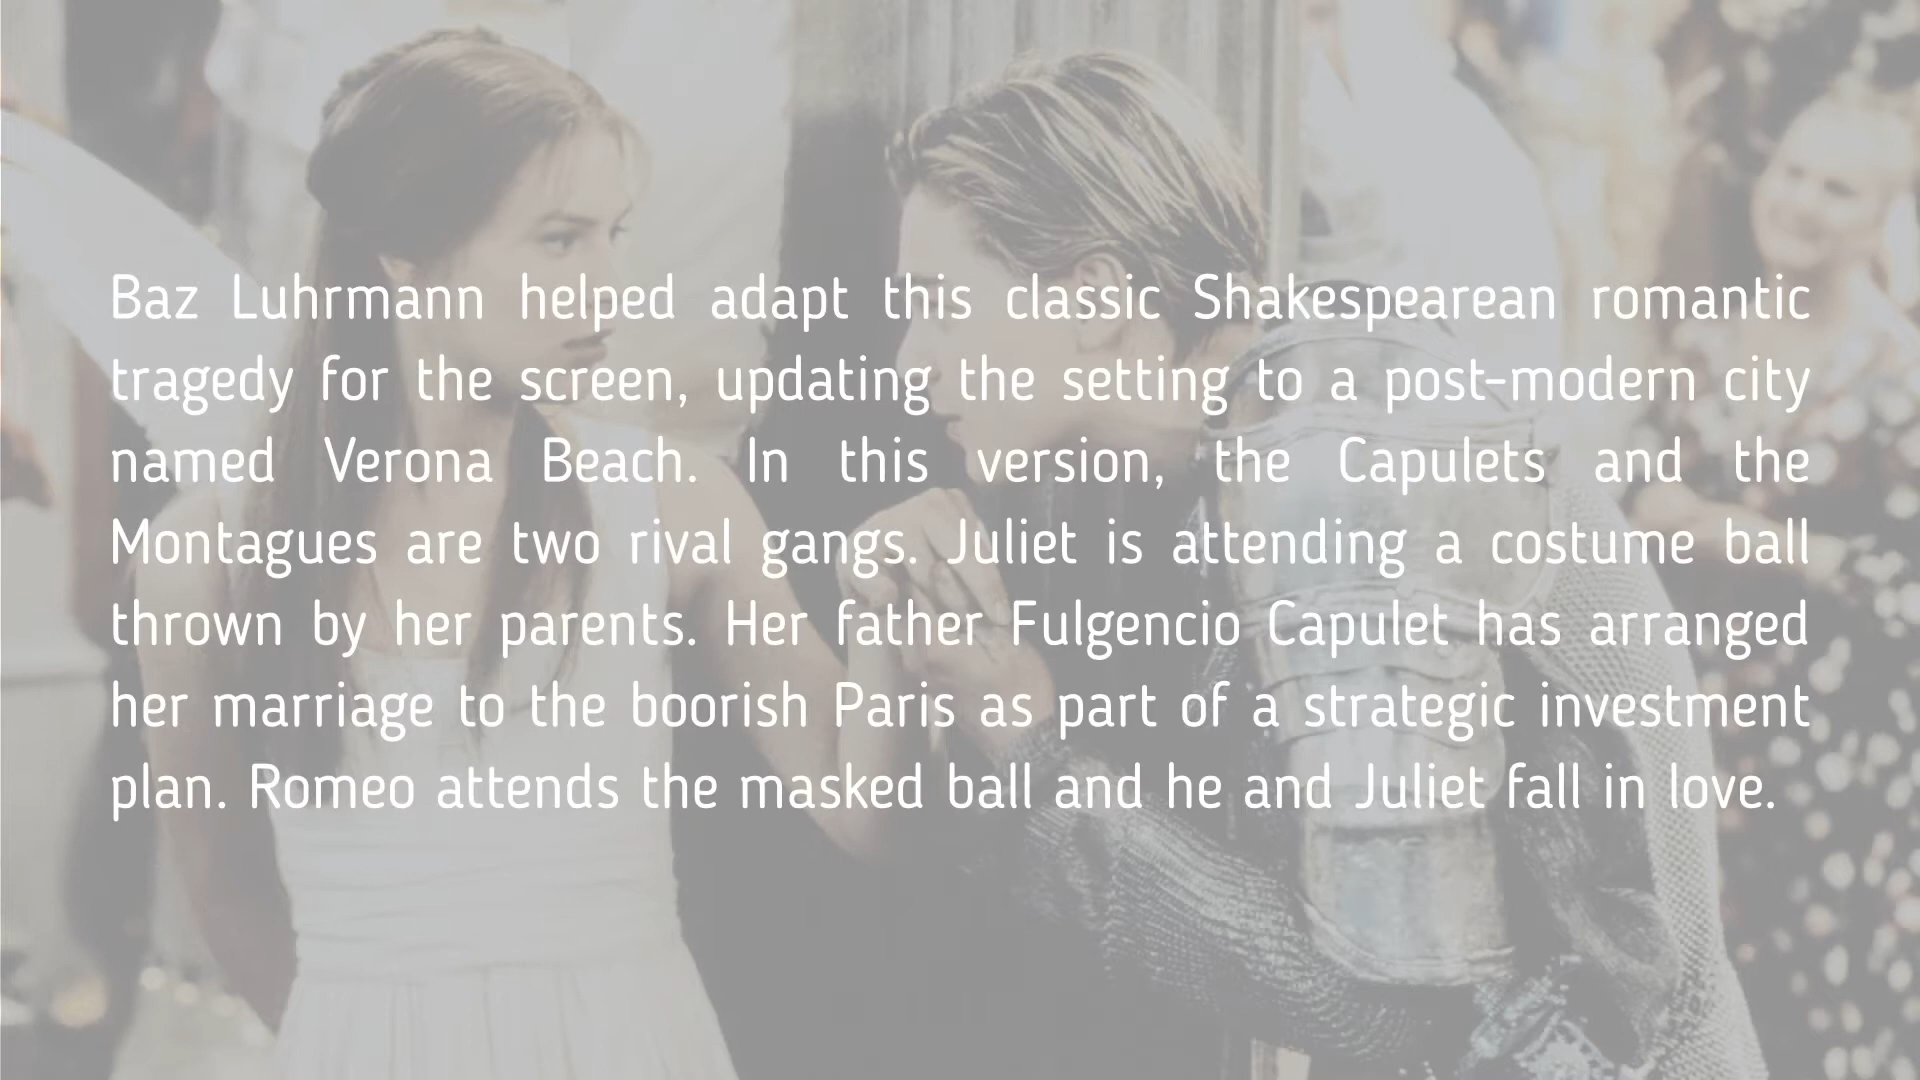 Baz Luhrmann helped adapt this classic Shakespearean romantic
tragedy for the screen, updating the setting to a post-modern city
named Verona Beach. In this version, the Capulets and the
Montagues are two rival gangs. Juliet is attending a costume ball
thrown by her parents. Her father Fulgencio Capulet has arranged
her marriage to the boorish Paris as part of a strategic investment
plan. Romeo attends the masked ball and he and Juliet fall in love.